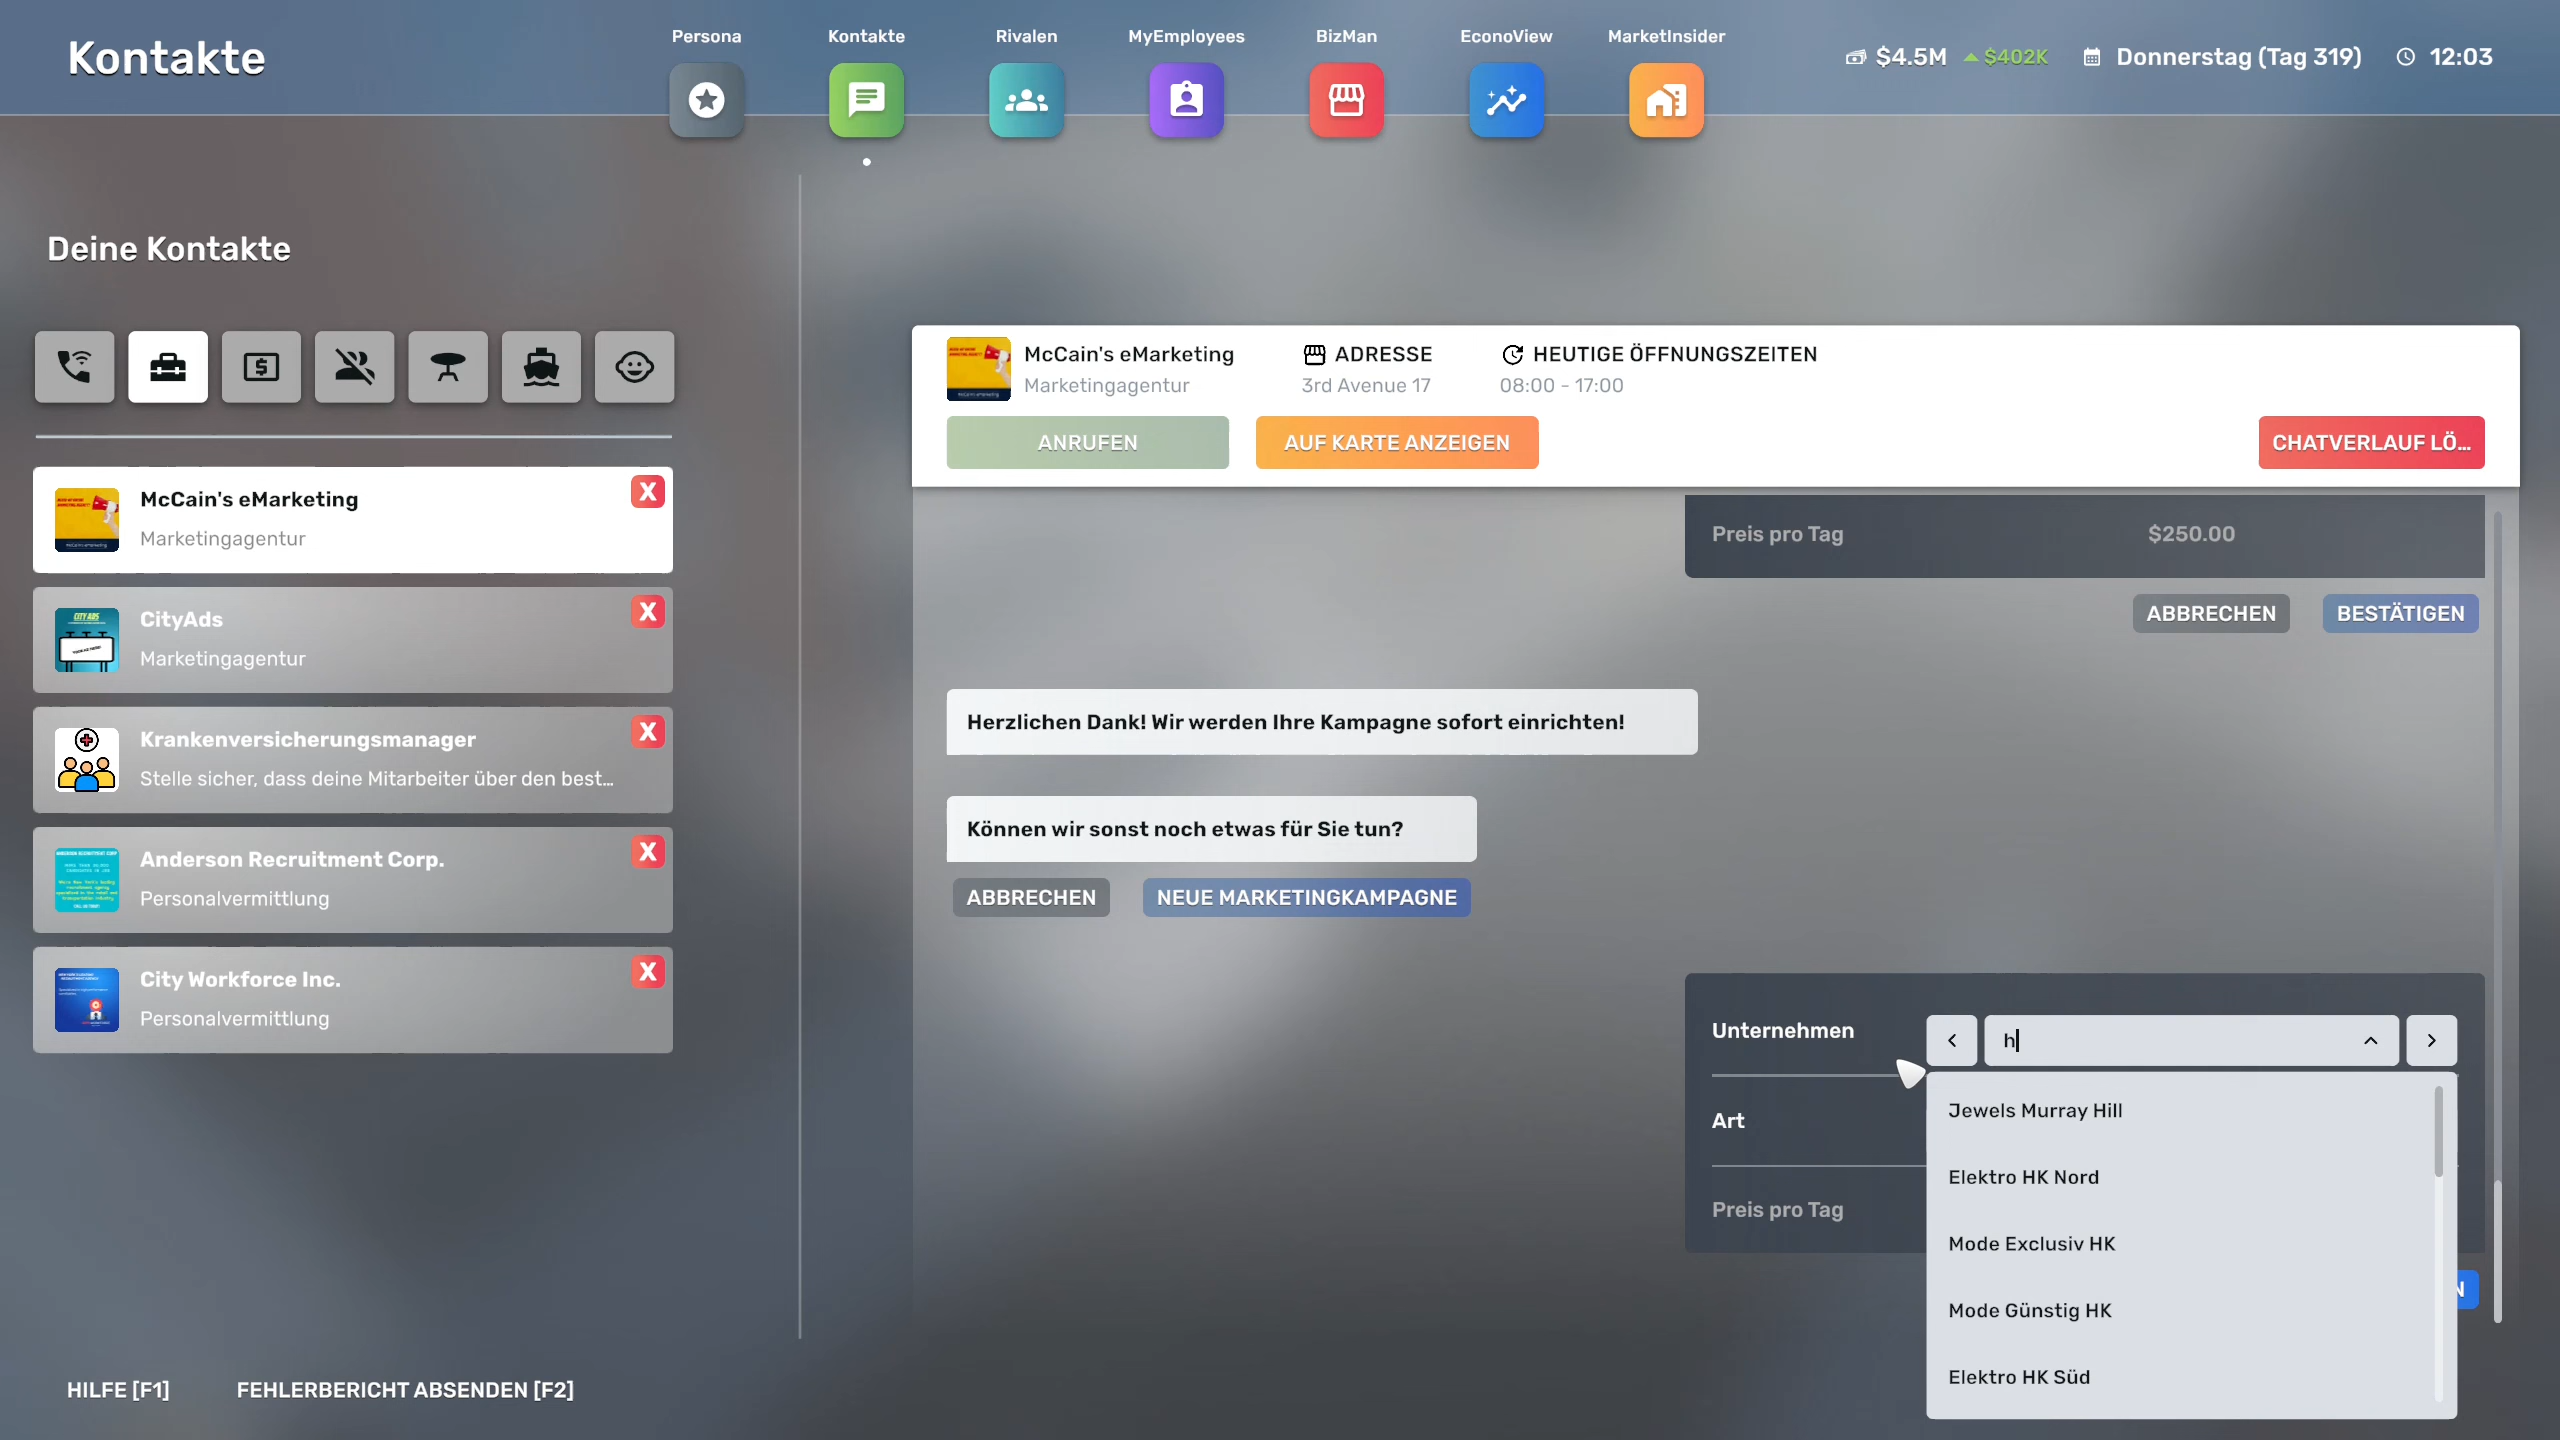 Kontakte
Persona
Kontakte
Rivalen
MyEmployees
BizMan
EconoView
MarketInsider
$4.5M
$402K
Donnerstag (Tag 319)
12:03
Deine Kontakte
McCain's eMarketing
Marketingagentur
X
CityAds
Marketingagentur
X
Krankenversicherungsmanager
Stelle sicher, dass deine Mitarbeiter über den best...
X
Anderson Recruitment Corp.
Personalvermittlung
X
City Workforce Inc.
Personalvermittlung
X
McCain's eMarketing
Marketingagentur
ADRESSE
3rd Avenue 17
HEUTIGE ÖFFNUNGSZEITEN
08:00 - 17:00
ANRUFEN
AUF KARTE ANZEIGEN
CHATVERLAUF LÖ...
Preis pro Tag
$250.00
ABBRECHEN
BESTÄTIGEN
Herzlichen Dank! Wir werden Ihre Kampagne sofort einrichten!
Können wir sonst noch etwas für Sie tun?
ABBRECHEN
NEUE MARKETINGKAMPAGNE
Unternehmen
h
Art
Preis pro Tag
Jewels Murray Hill
Elektro HK Nord
Mode Exclusiv HK
Mode Günstig HK
Elektro HK Süd
N
HILFE [F1]
FEHLERBERICHT ABSENDEN [F2]